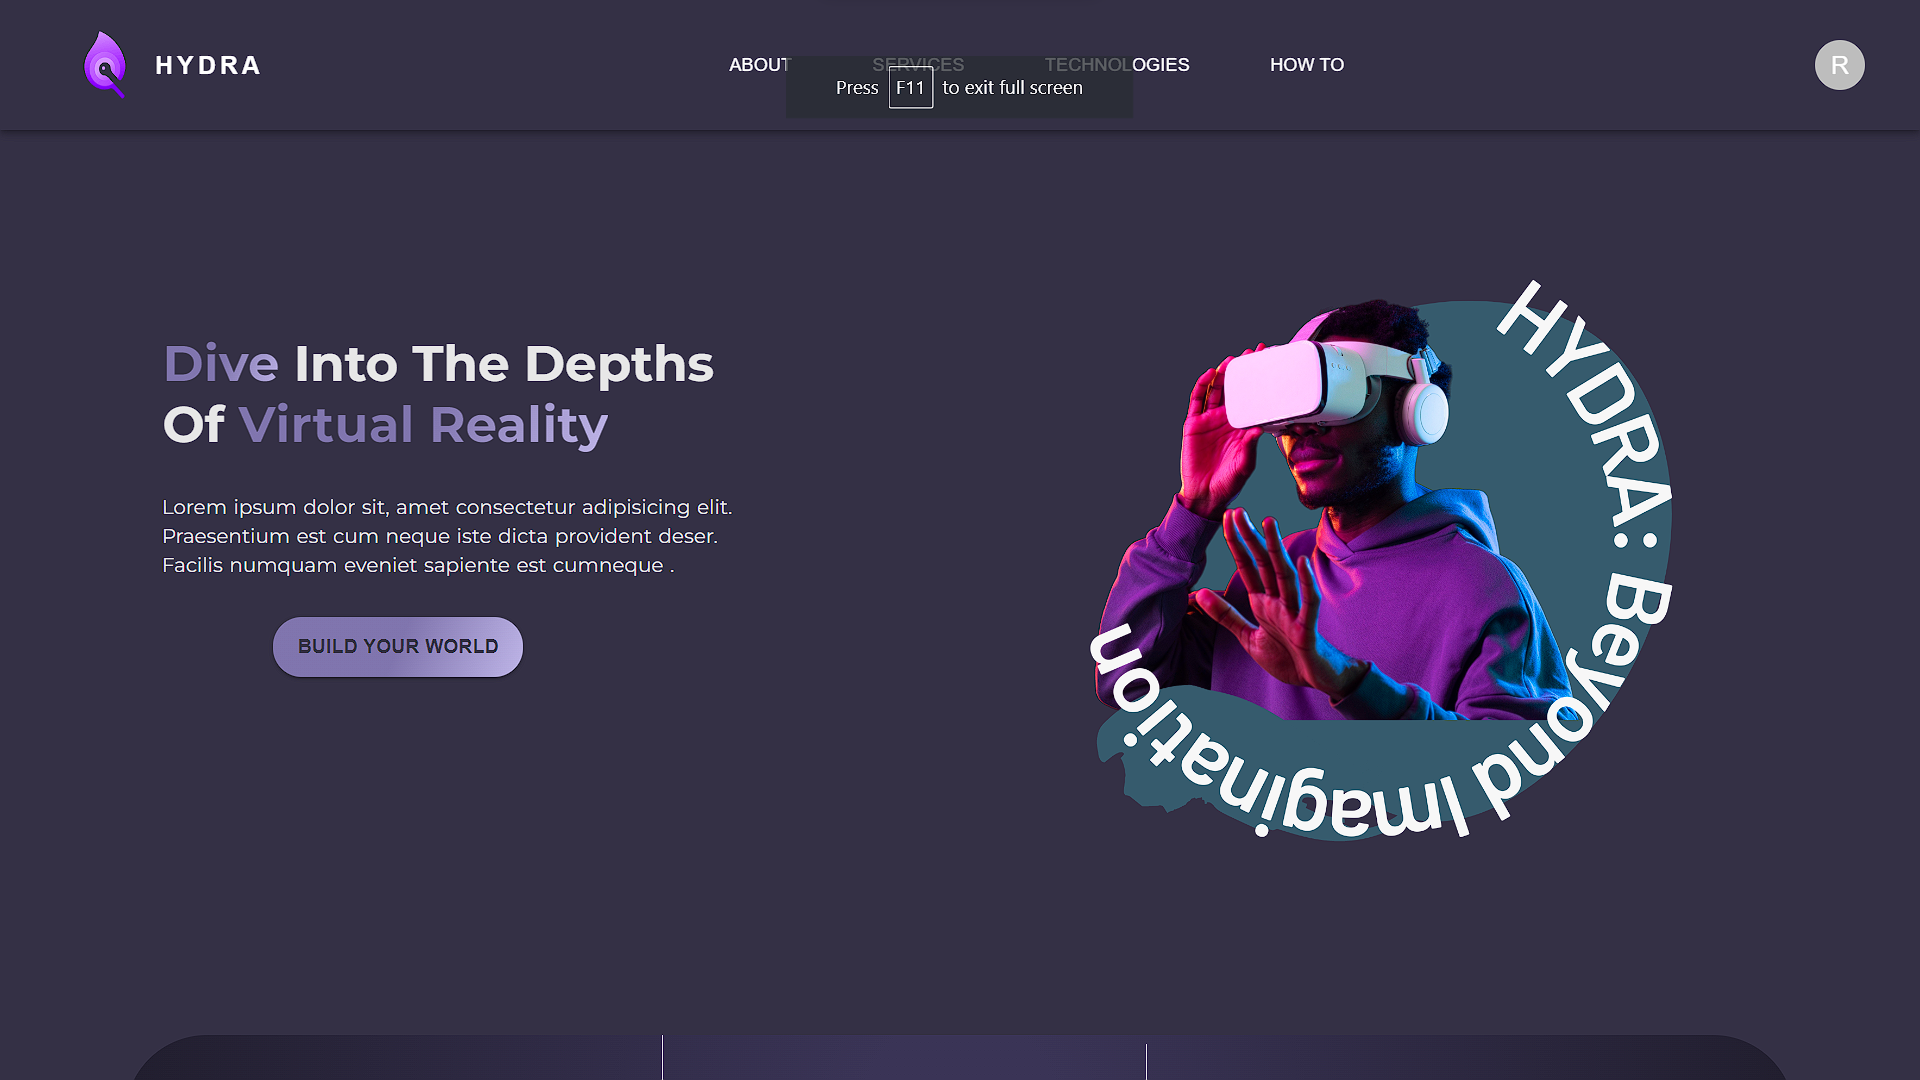 HYDRA
ABOUT
SERVICES
TECHNOLOGIES
HOW TO
R
Press F11 to exit full screen
Dive Into The Depths
Of Virtual Reality
Lorem ipsum dolor sit, amet consectetur adipisicing elit.
Praesentium est cum neque iste dicta provident deser.
Facilis numquam eveniet sapiente est cumneque .
BUILD YOUR WORLD
HYDRA: Beyond Imagination